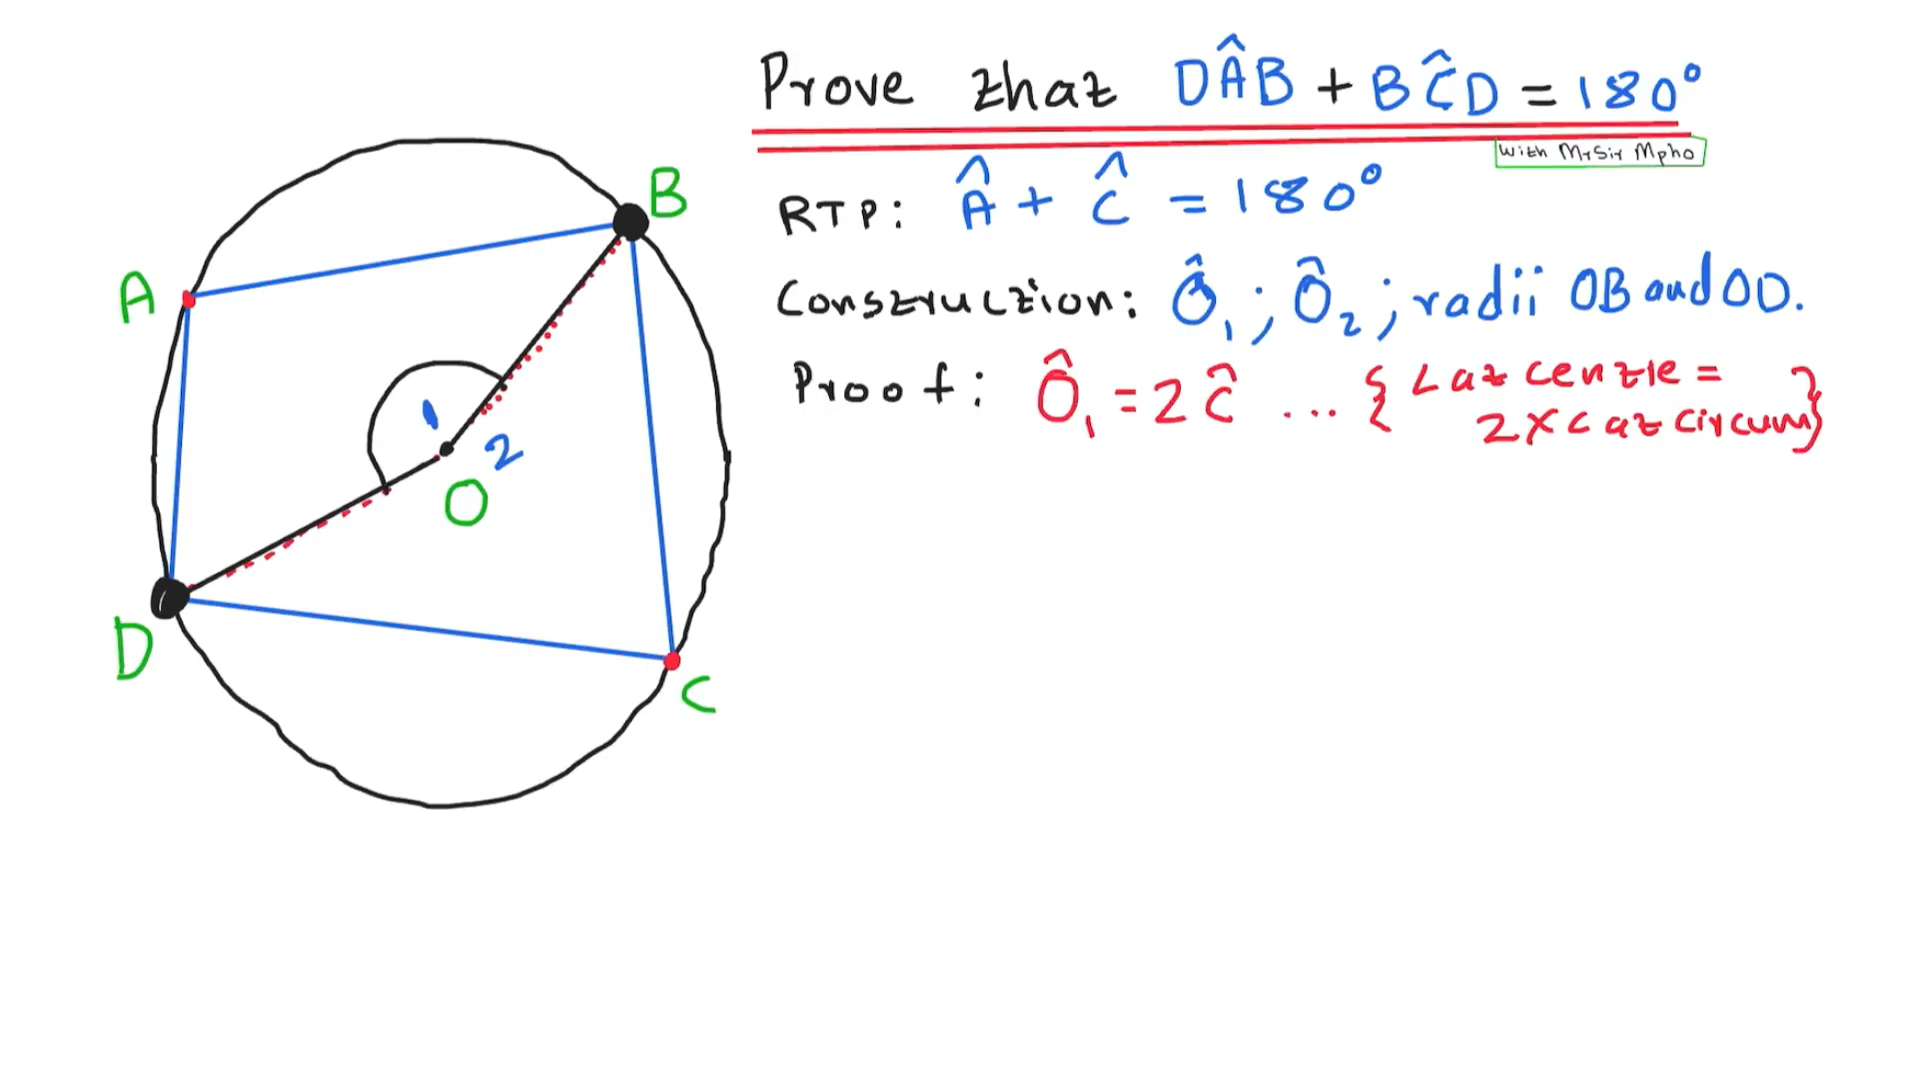 Prove that DÂB + BĈD = 180°
With MrSir Mpho
RTP: Â + Ĉ = 180°
Construction: Ô₁ ; Ô₂ ; radii OB and OD.
Proof: Ô₁ = 2Ĉ ... {∠ at centre =
2x∠ at circum}
B
A
1
2
O
D
C